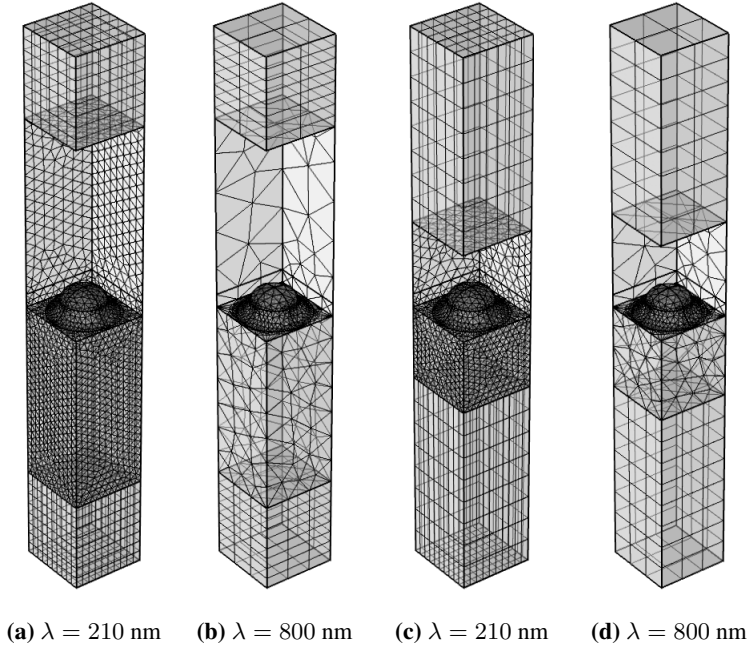 (a) λ = 210 nm (b) λ = 800 nm (c) λ = 210 nm (d) λ = 800 nm